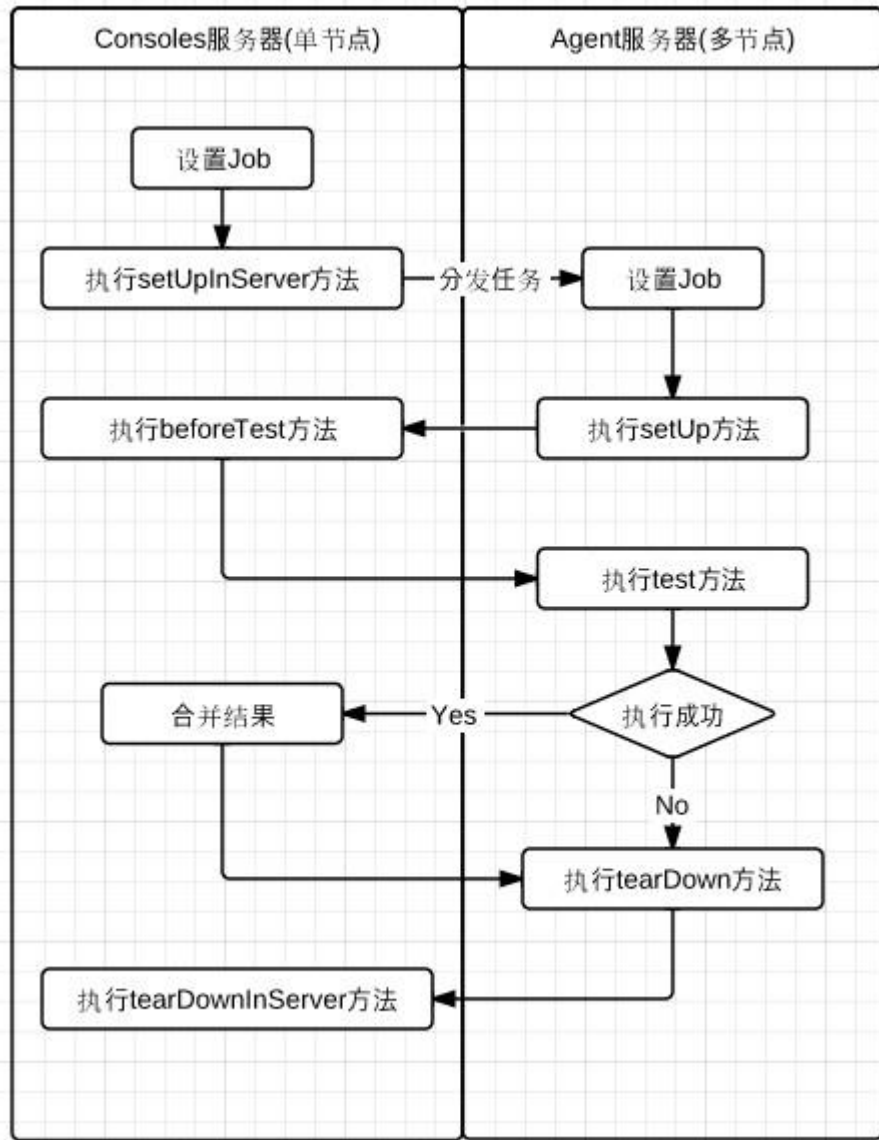 Consoles服务器(单节点)
Agent服务器(多节点)
设置Job
执行setUpInServer方法
分发任务
设置Job
执行beforeTest方法
执行setUp方法
执行test方法
合并结果
Yes
执行成功
No
执行tearDown方法
执行tearDownInServer方法